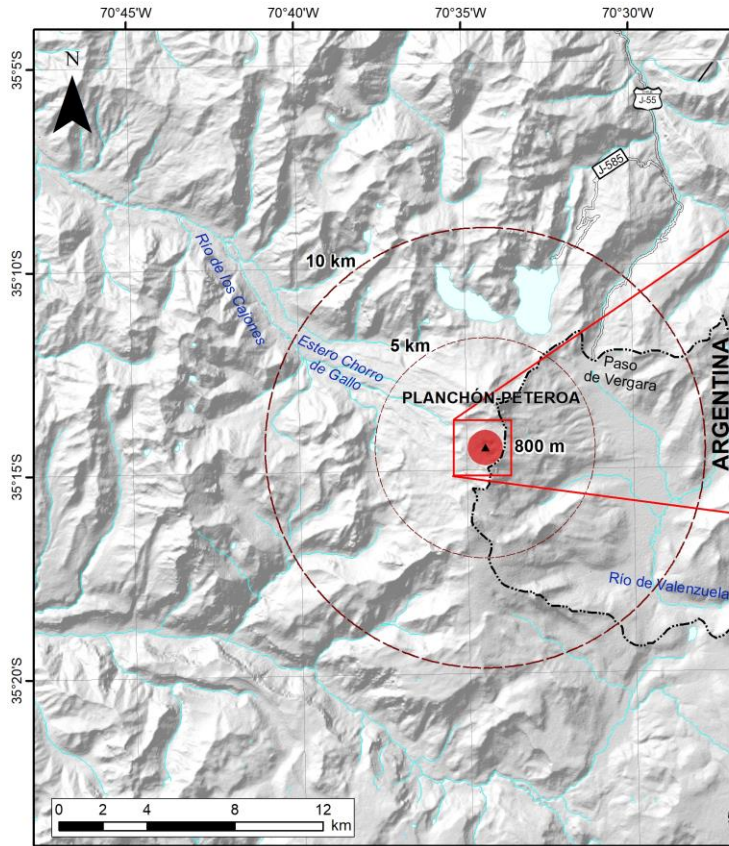 70°45'W
70°40'W
70°35'W
70°30'W
35°5'S
N
J-55
J-585
35°10'S
Río de los Cajones
10 km
5 km
Estero Chorro
de Gallo
Paso
de Vergara
ARGENTINA
PLANCHÓN-PETEROA
800 m
35°15'S
Río de Valenzuela
35°20'S
0 2 4 8 12
km